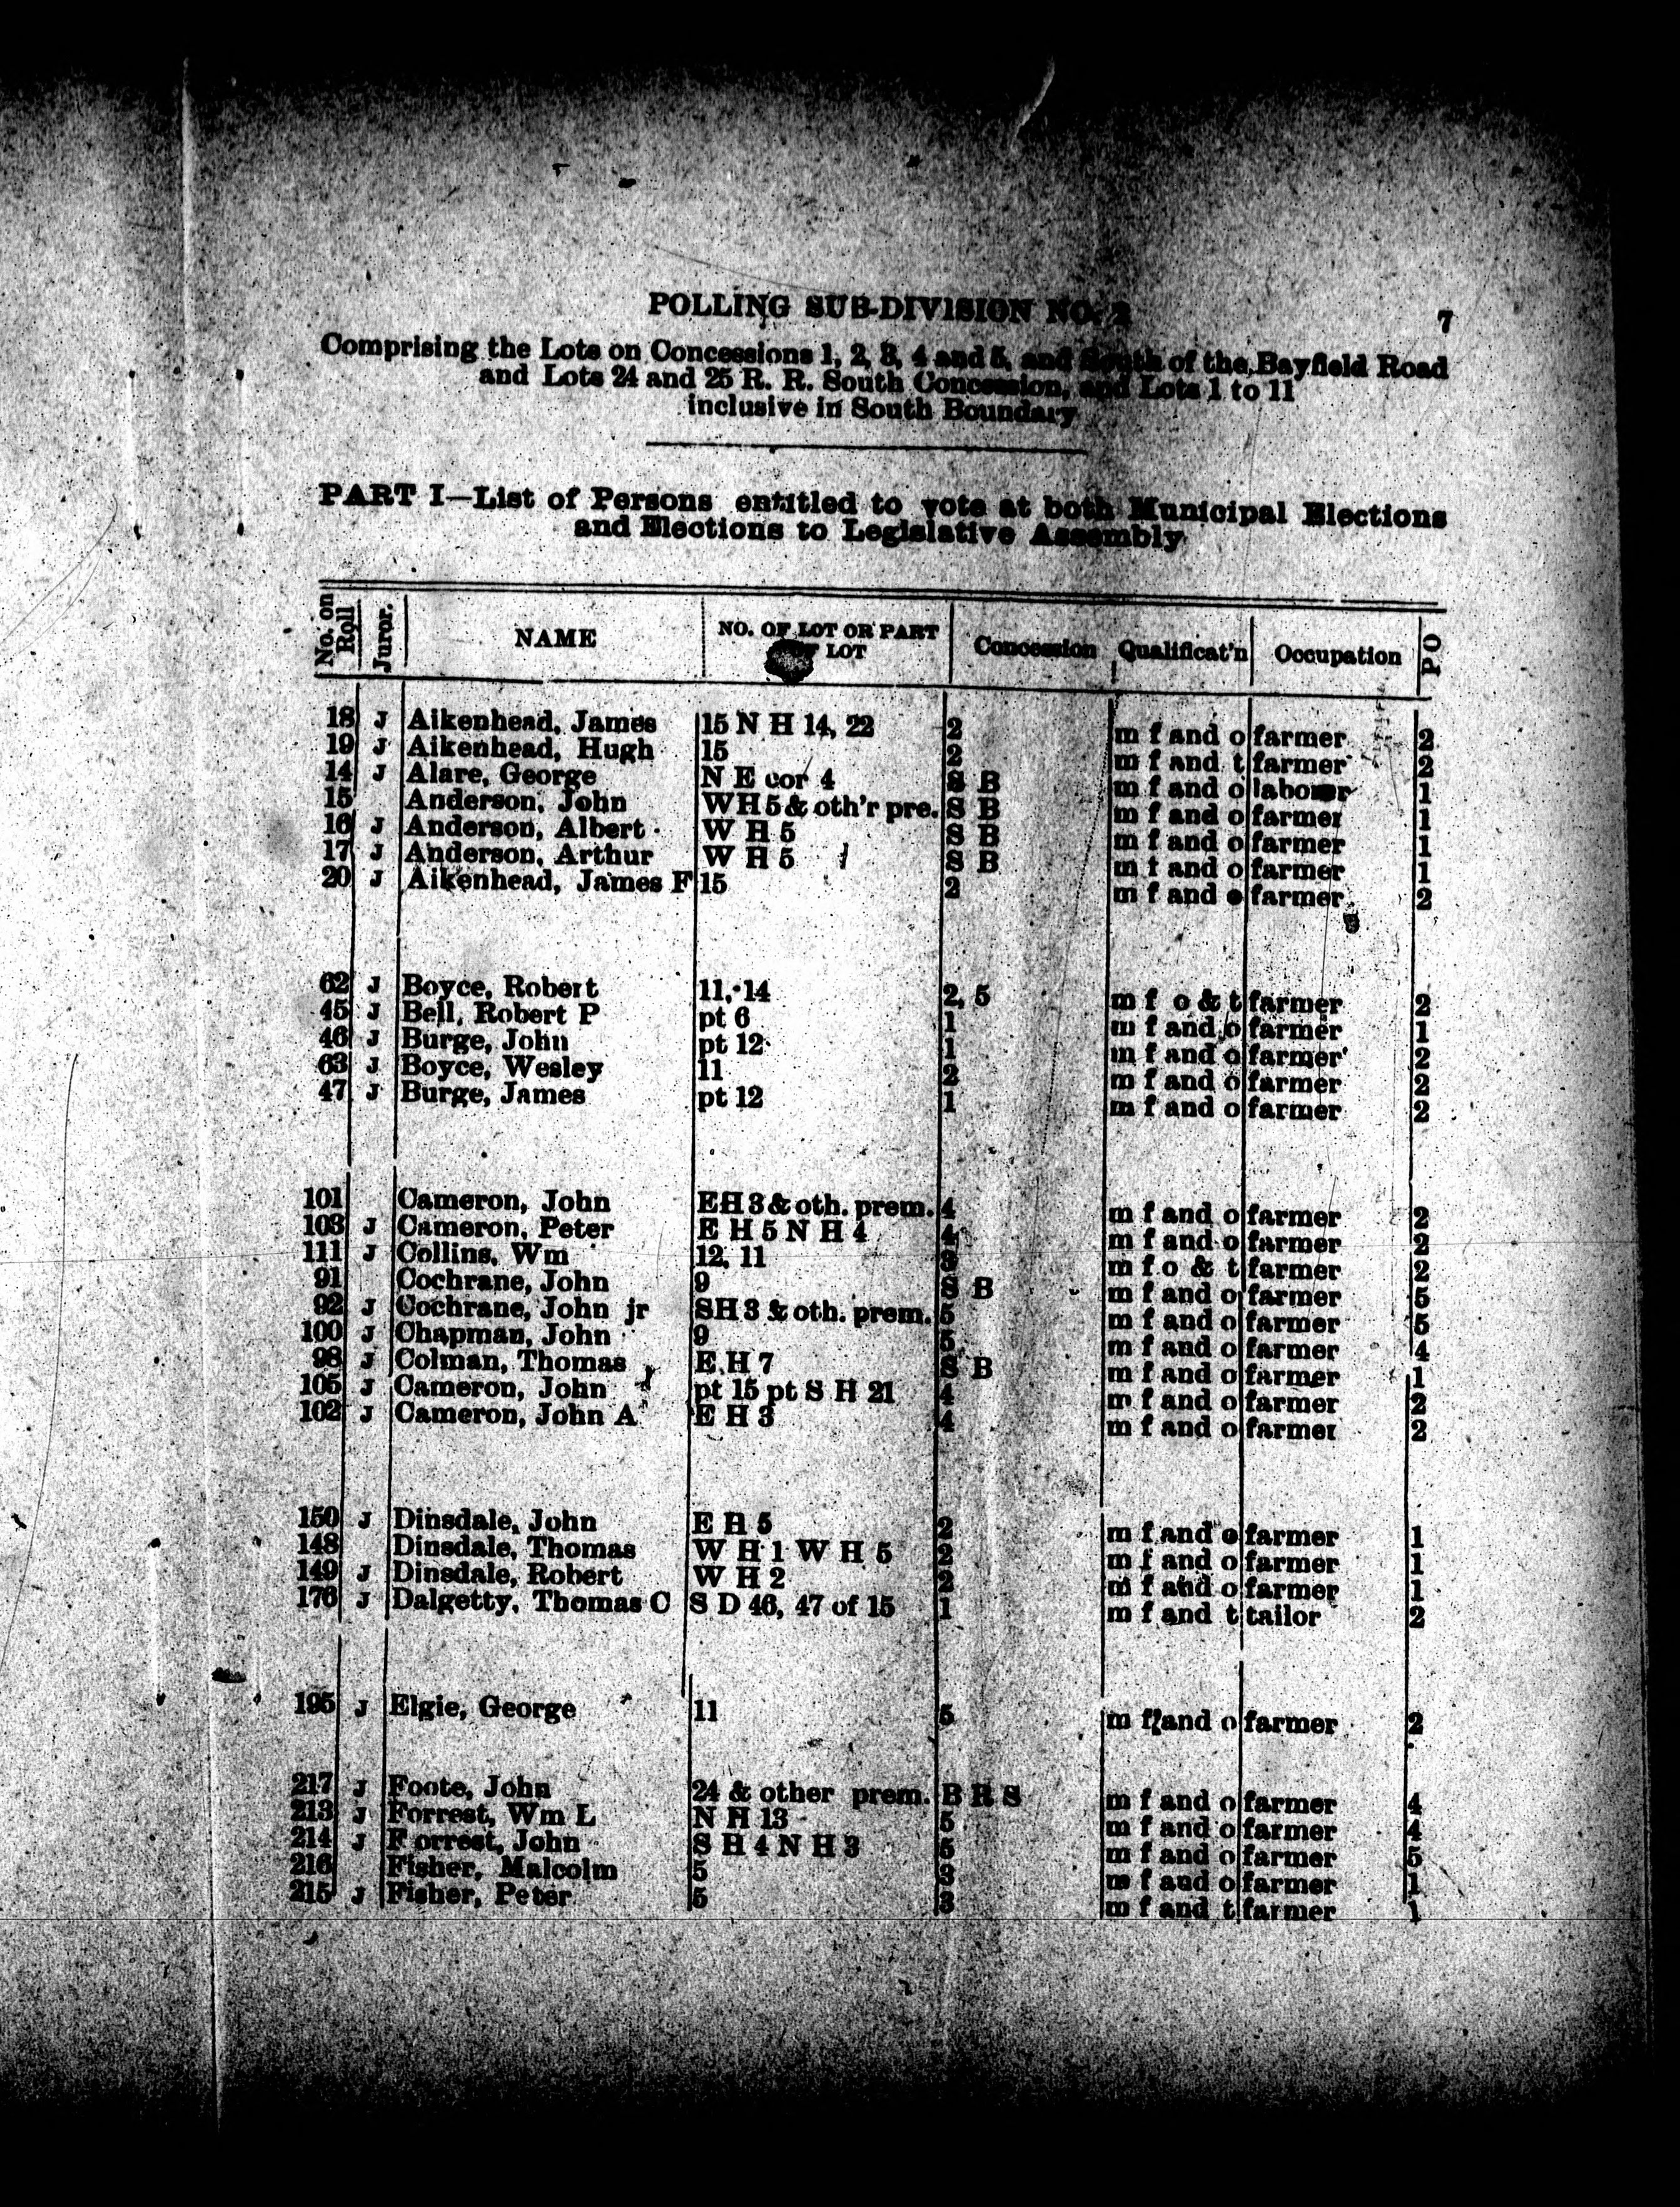 POLLING SUB-DIVISION NO. 2
7
Comprising the Lots on Concessions 1, 2, 3, 4 and 5, and South of the Bayfield Road
and Lots 24 and 25 R. R. South Concession, and Lots 1 to 11
inclusive in South Boundary
PART I—List of Persons entitled to vote at both Municipal Elections
and Elections to Legislative Assembly
No. on Roll Juror. NAME NO. OF LOT OR PART LOT Concession Qualificat'n Occupation P O
18 J Aikenhead, James 15 N H 14, 22 2 m f and o farmer 2
19 J Aikenhead, Hugh 15 2 m f and t farmer 2
14 J Alare, George N E cor 4 S B m f and o laborer 1
15 Anderson, John W H 5 & oth'r pre. S B m f and o farmer 1
16 J Anderson, Albert W H 5 S B m f and o farmer 1
17 J Anderson, Arthur W H 5 S B m f and o farmer 1
20 J Aikenhead, James F 15 2 m f and o farmer 2
62 J Boyce, Robert 11, 14 2, 5 m f o & t farmer 2
45 J Bell, Robert P pt 6 1 m f and o farmer 1
46 J Burge, John pt 12 1 m f and o farmer 2
63 J Boyce, Wesley 11 2 m f and o farmer 2
47 J Burge, James pt 12 1 m f and o farmer 2
101 Cameron, John E H 3 & oth. prem. 4 m f and o farmer 2
103 J Cameron, Peter E H 5 N H 4 4 m f and o farmer 2
111 J Collins, Wm 12, 11 3 m f o & t farmer 2
91 Cochrane, John 9 S B m f and o farmer 5
92 J Cochrane, John jr S H 3 & oth. prem. 5 m f and o farmer 5
100 J Chapman, John 9 5 m f and o farmer 4
98 J Colman, Thomas E H 7 S B m f and o farmer 1
105 J Cameron, John pt 15 pt S H 21 4 m f and o farmer 2
102 J Cameron, John A E H 3 4 m f and o farmer 2
150 J Dinsdale, John E H 5 2 m f and o farmer 1
148 Dinsdale, Thomas W H 1 W H 5 2 m f and o farmer 1
149 J Dinsdale, Robert W H 2 2 m f and o farmer 1
176 J Dalgetty, Thomas C S D 46, 47 of 15 1 m f and t tailor 2
195 J Elgie, George 11 5 m f and o farmer 2
217 J Foote, John 24 & other prem. B R S m f and o farmer 4
213 J Forrest, Wm L N H 13 5 m f and o farmer 4
214 J Forrest, John S H 4 N H 3 5 m f and o farmer 5
216 Fisher, Malcolm 5 3 m f and o farmer 1
215 J Fisher, Peter 5 3 m f and t farmer 1